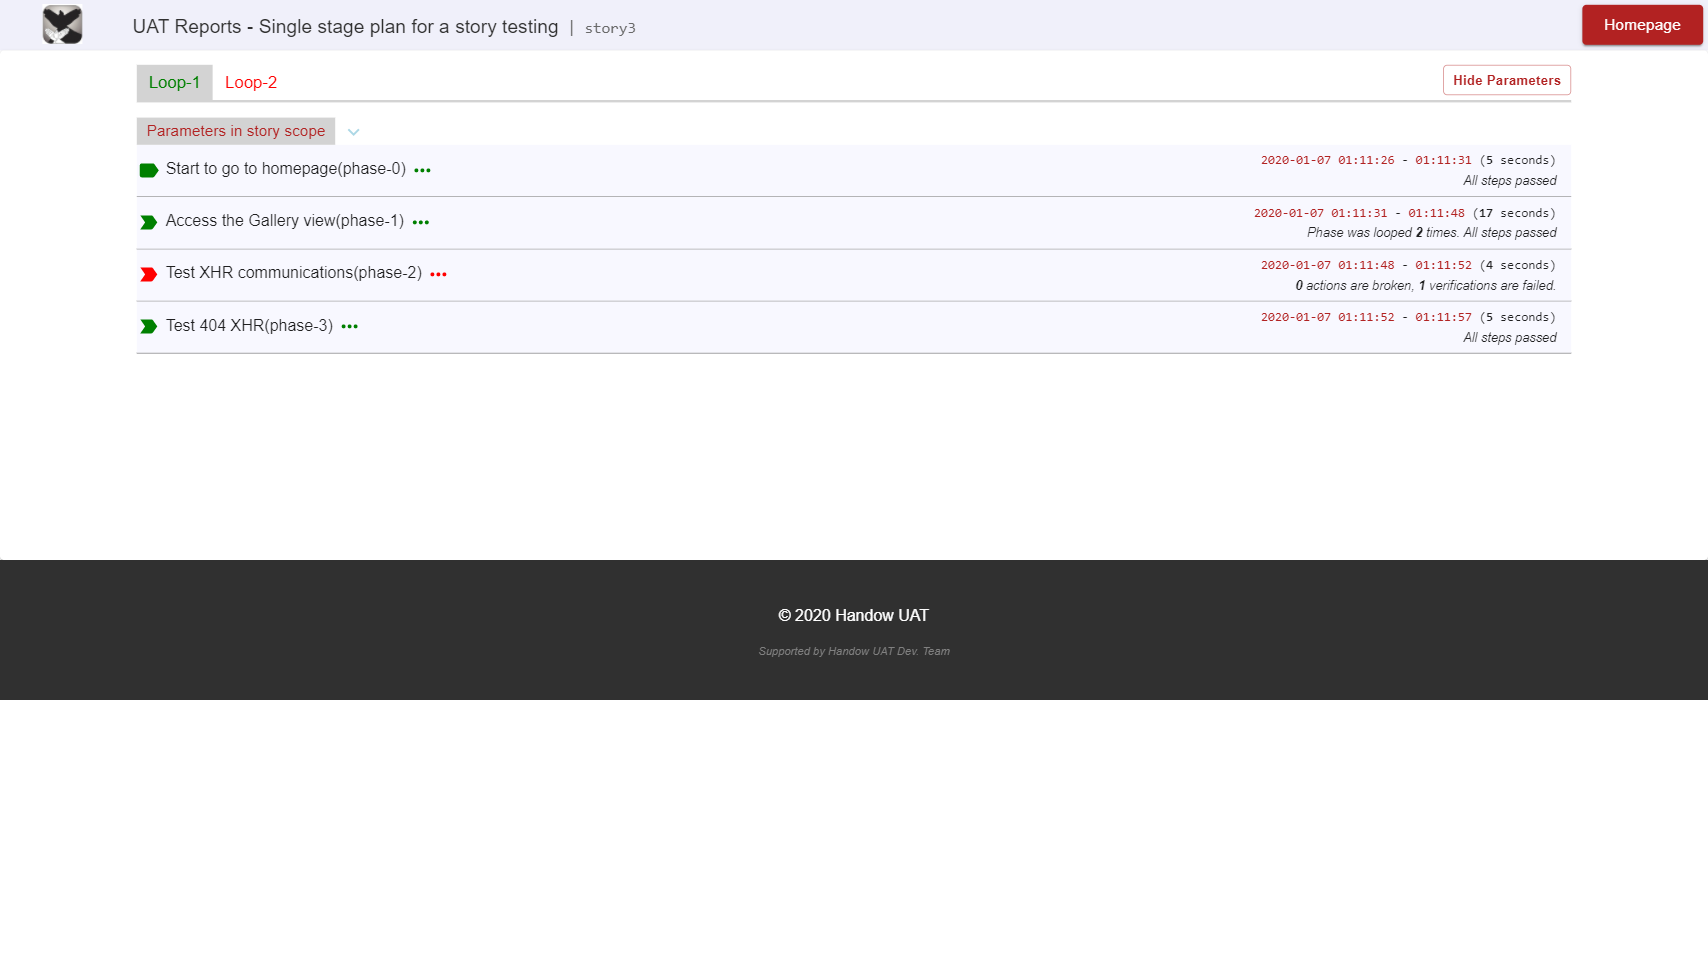 UAT Reports - Single stage plan for a story testing | story3
Homepage
Loop-1 Loop-2
Hide Parameters
Parameters in story scope
Start to go to homepage(phase-0) •••
2020-01-07 01:11:26 - 01:11:31 (5 seconds)
All steps passed
Access the Gallery view(phase-1) •••
2020-01-07 01:11:31 - 01:11:48 (17 seconds)
Phase was looped 2 times. All steps passed
Test XHR communications(phase-2) •••
2020-01-07 01:11:48 - 01:11:52 (4 seconds)
0 actions are broken, 1 verifications are failed.
Test 404 XHR(phase-3) •••
2020-01-07 01:11:52 - 01:11:57 (5 seconds)
All steps passed
© 2020 Handow UAT
Supported by Handow UAT Dev. Team